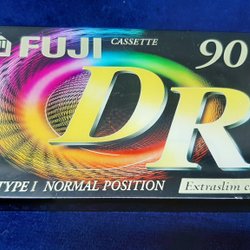 FUJI CASSETTE 90
DR
TYPE I NORMAL POSITION Extraslim c